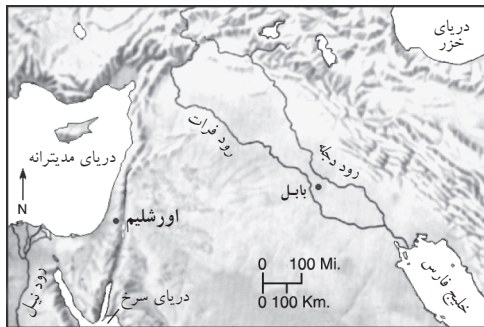 دریای
خزر
رود فرات
رود دجله
دریای مدیترانه
بابل
N
اورشلیم
رود نیل
دریای سرخ
0 100 Mi.
0 100 Km.
خلیج فارس